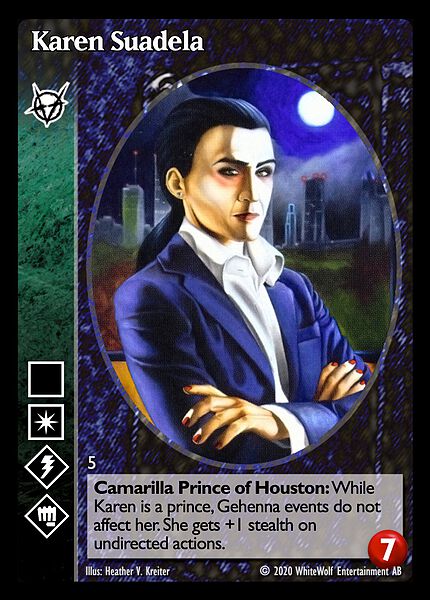 Karen Suadela
5
Camarilla Prince of Houston: While
Karen is a prince, Gehenna events do not
affect her. She gets +1 stealth on
undirected actions.
7
Illus: Heather V. Kreiter © 2020 WhiteWolf Entertainment AB